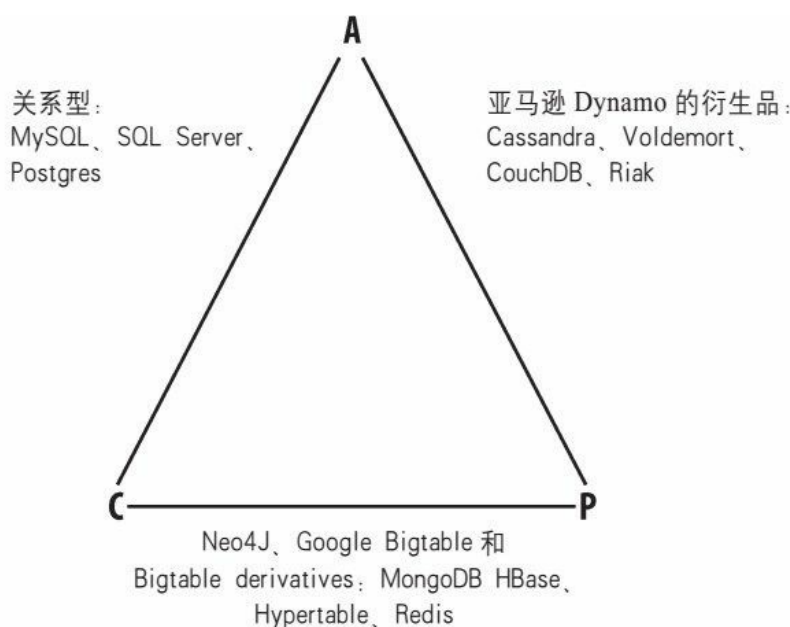 A
关系型：
MySQL、SQL Server、
Postgres
亚马逊 Dynamo 的衍生品：
Cassandra、Voldemort、
CouchDB、Riak
C
P
Neo4J、Google Bigtable 和
Bigtable derivatives：MongoDB HBase、
Hypertable、Redis